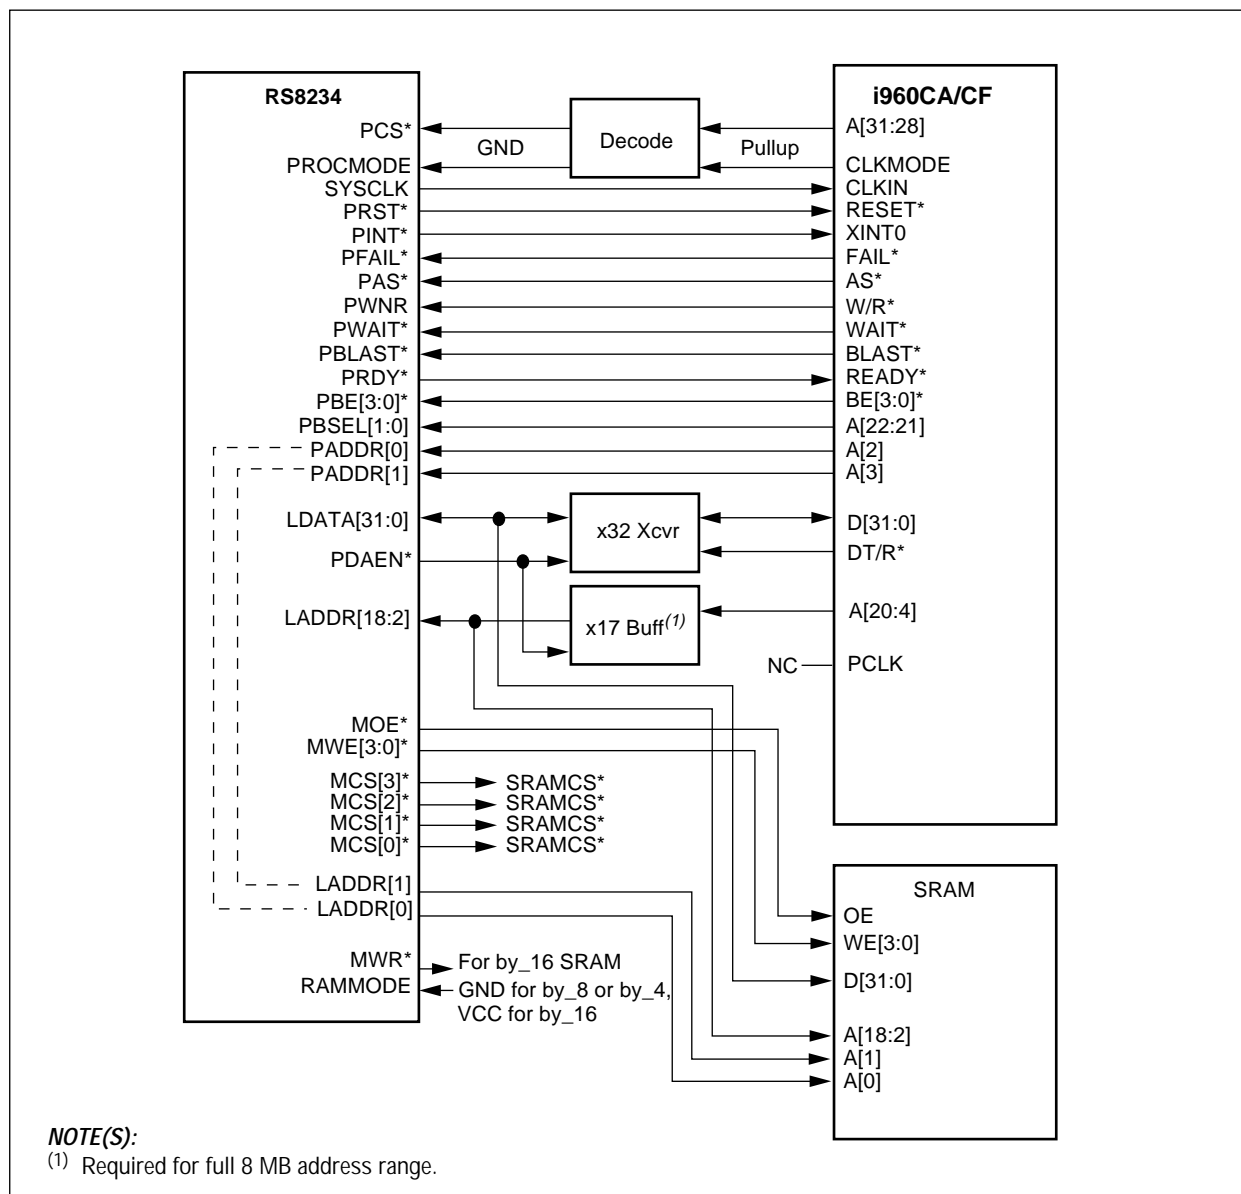 RS8234
PCS*
PROCMODE
SYSCLK
PRST*
PINT*
PFAIL*
PAS*
PWNR
PWAIT*
PBLAST*
PRDY*
PBE[3:0]*
PBSEL[1:0]
PADDR[0]
PADDR[1]
LDATA[31:0]
PDAEN*
LADDR[18:2]
MOE*
MWE[3:0]*
MCS[3]*
MCS[2]*
MCS[1]*
MCS[0]*
LADDR[1]
LADDR[0]
MWR*
RAMMODE
GND
Decode
Pullup
x32 Xcvr
x17 Buff(1)
NC
SRAMCS*
SRAMCS*
SRAMCS*
SRAMCS*
For by_16 SRAM
GND for by_8 or by_4,
VCC for by_16
i960CA/CF
A[31:28]
CLKMODE
CLKIN
RESET*
XINT0
FAIL*
AS*
W/R*
WAIT*
BLAST*
READY*
BE[3:0]*
A[22:21]
A[2]
A[3]
D[31:0]
DT/R*
A[20:4]
PCLK
SRAM
OE
WE[3:0]
D[31:0]
A[18:2]
A[1]
A[0]
NOTE(S):
(1) Required for full 8 MB address range.